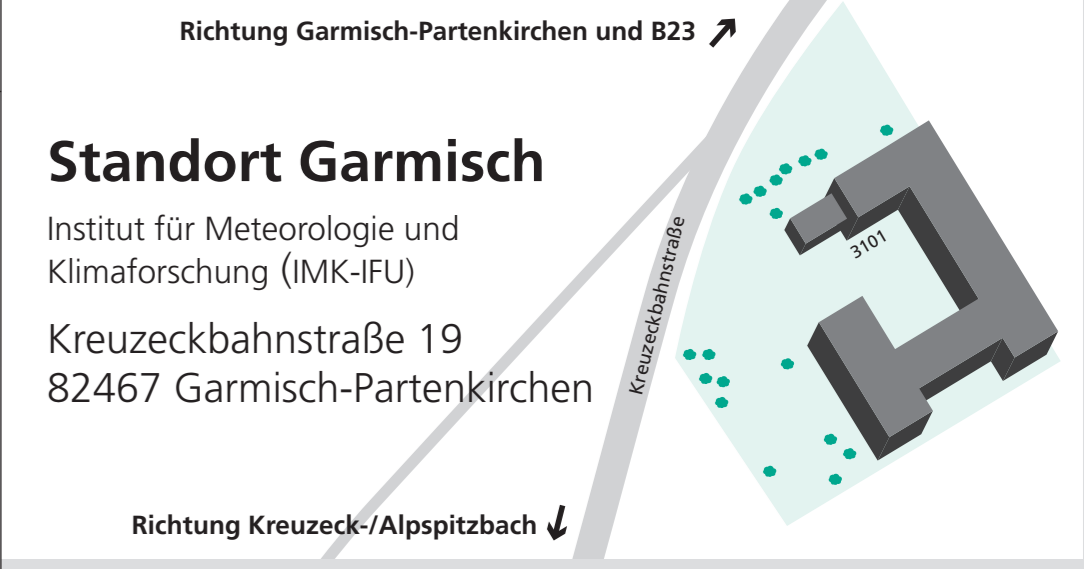 Richtung Garmisch-Partenkirchen und B23
Standort Garmisch
Institut für Meteorologie und
Klimaforschung (IMK-IFU)
Kreuzeckbahnstraße 19
82467 Garmisch-Partenkirchen
Richtung Kreuzeck-/Alpspitzbach
Kreuzeckbahnstraße
3101